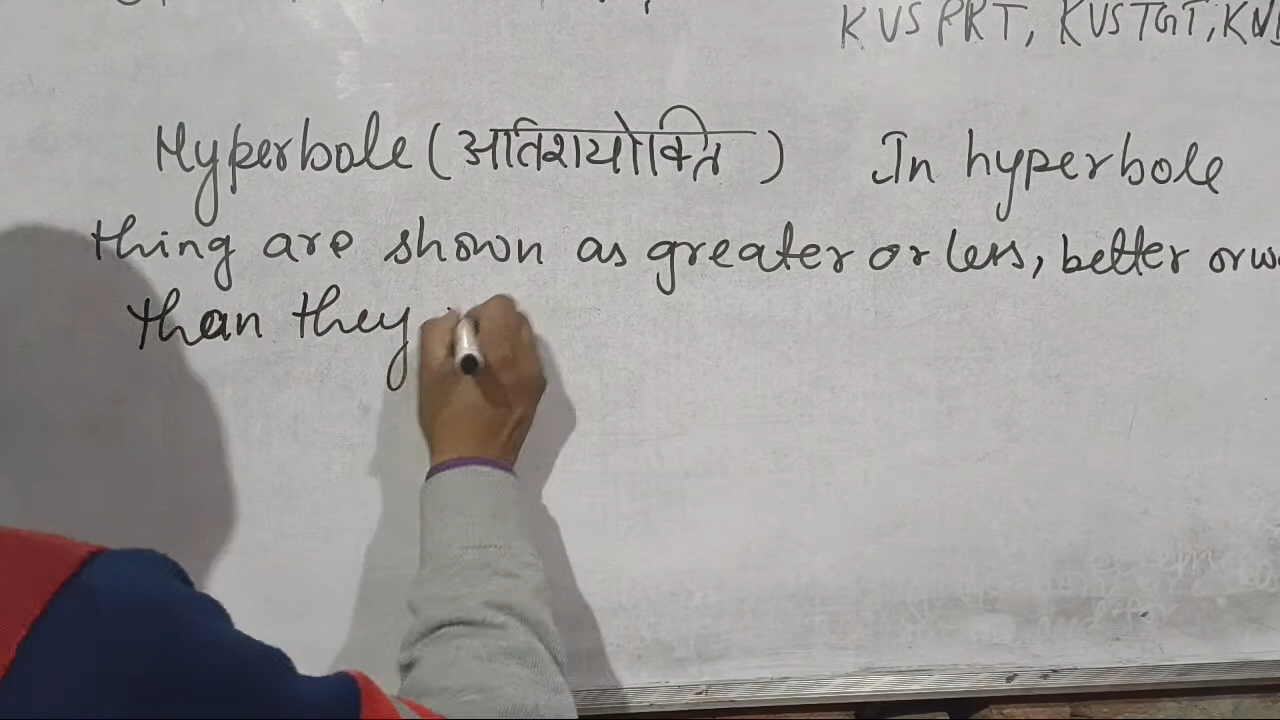 KVS PRT, KVS TGT,
Hyperbole (अतिशयोक्ति) In hyperbole
thing are shown as greater or less, better or
than they